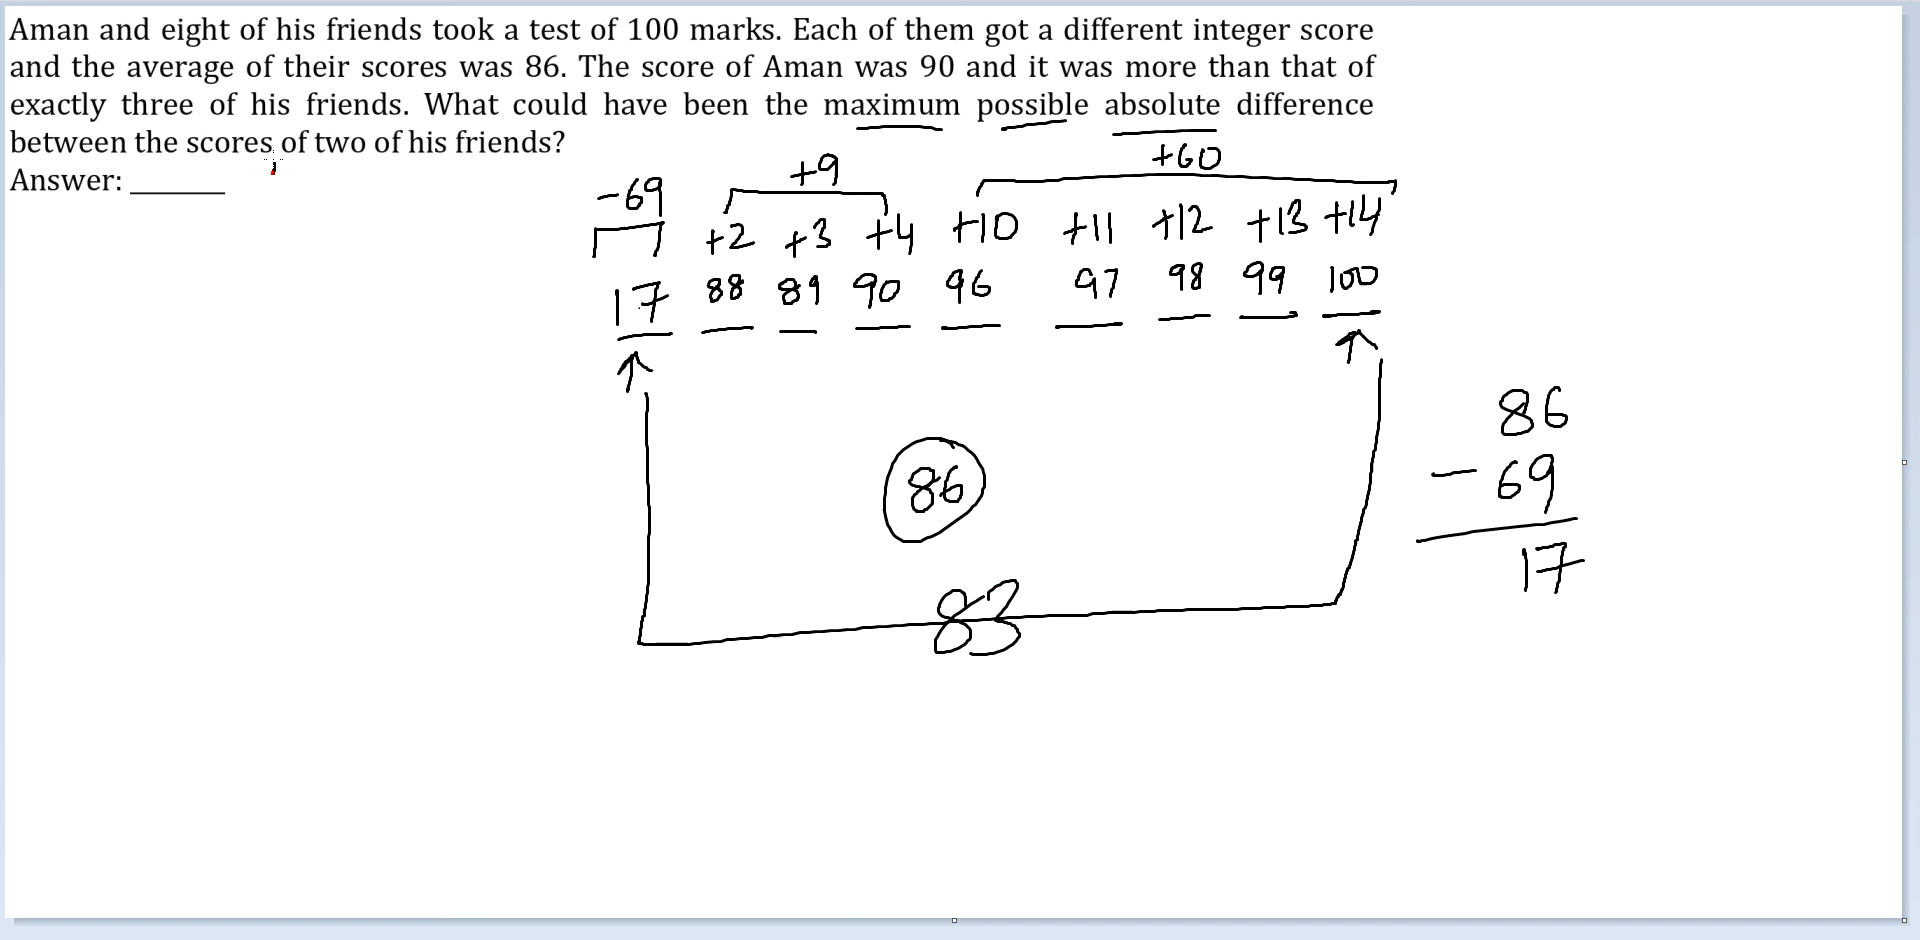 Aman and eight of his friends took a test of 100 marks. Each of them got a different integer score
and the average of their scores was 86. The score of Aman was 90 and it was more than that of
exactly three of his friends. What could have been the maximum possible absolute difference
between the scores of two of his friends?
Answer: _______
-69 +9 +60
+2 +3 +4 +10 +11 +12 +13 +14
17 88 89 90 96 97 98 99 100
86
86
- 69
17
83